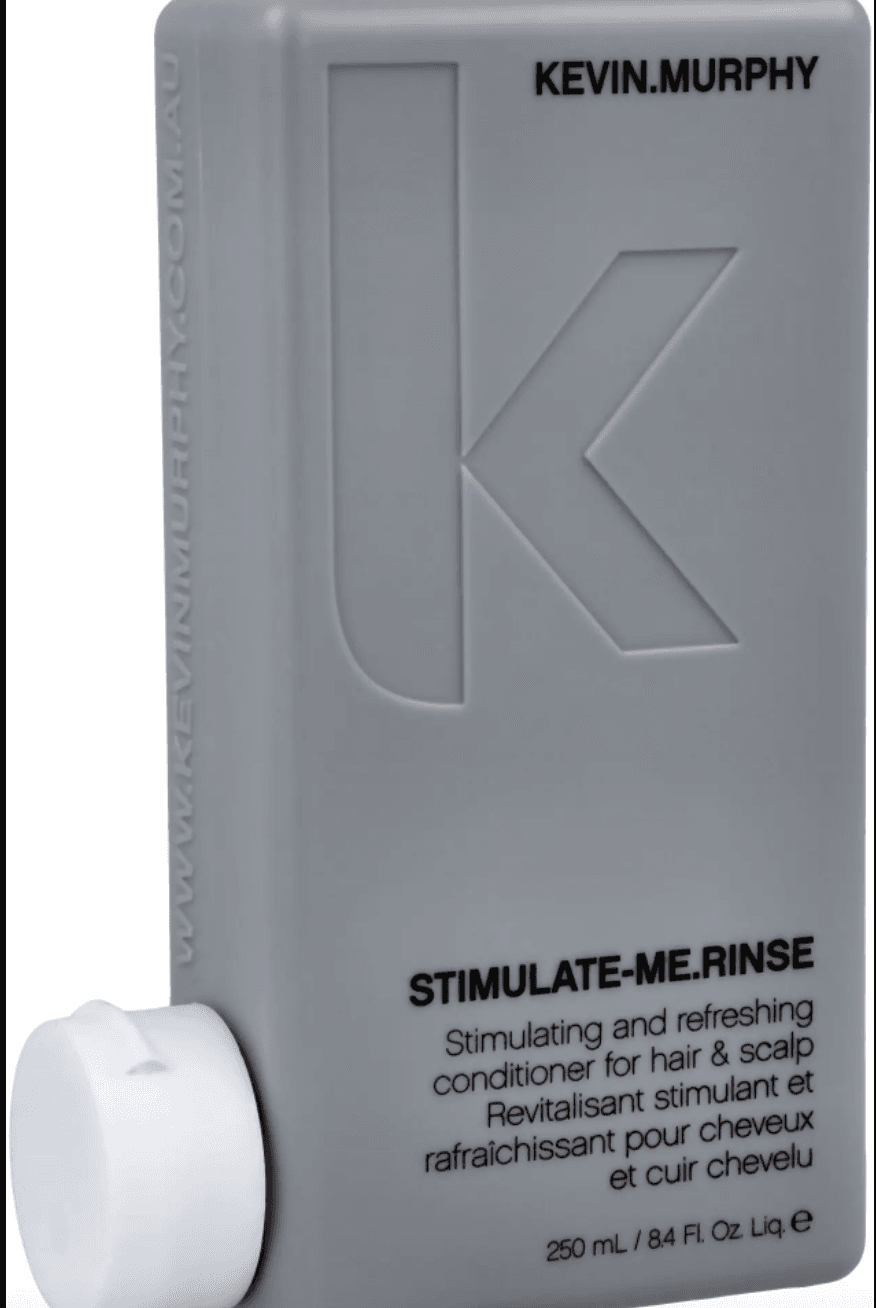 KEVIN.MURPHY
WWW.KEVINMURPHY.COM.AU
k
STIMULATE-ME.RINSE
Stimulating and refreshing
conditioner for hair & scalp
Revitalisant stimulant et
rafraîchissant pour cheveux
et cuir chevelu
250 mL / 8.4 Fl. Oz. Liq. ℮